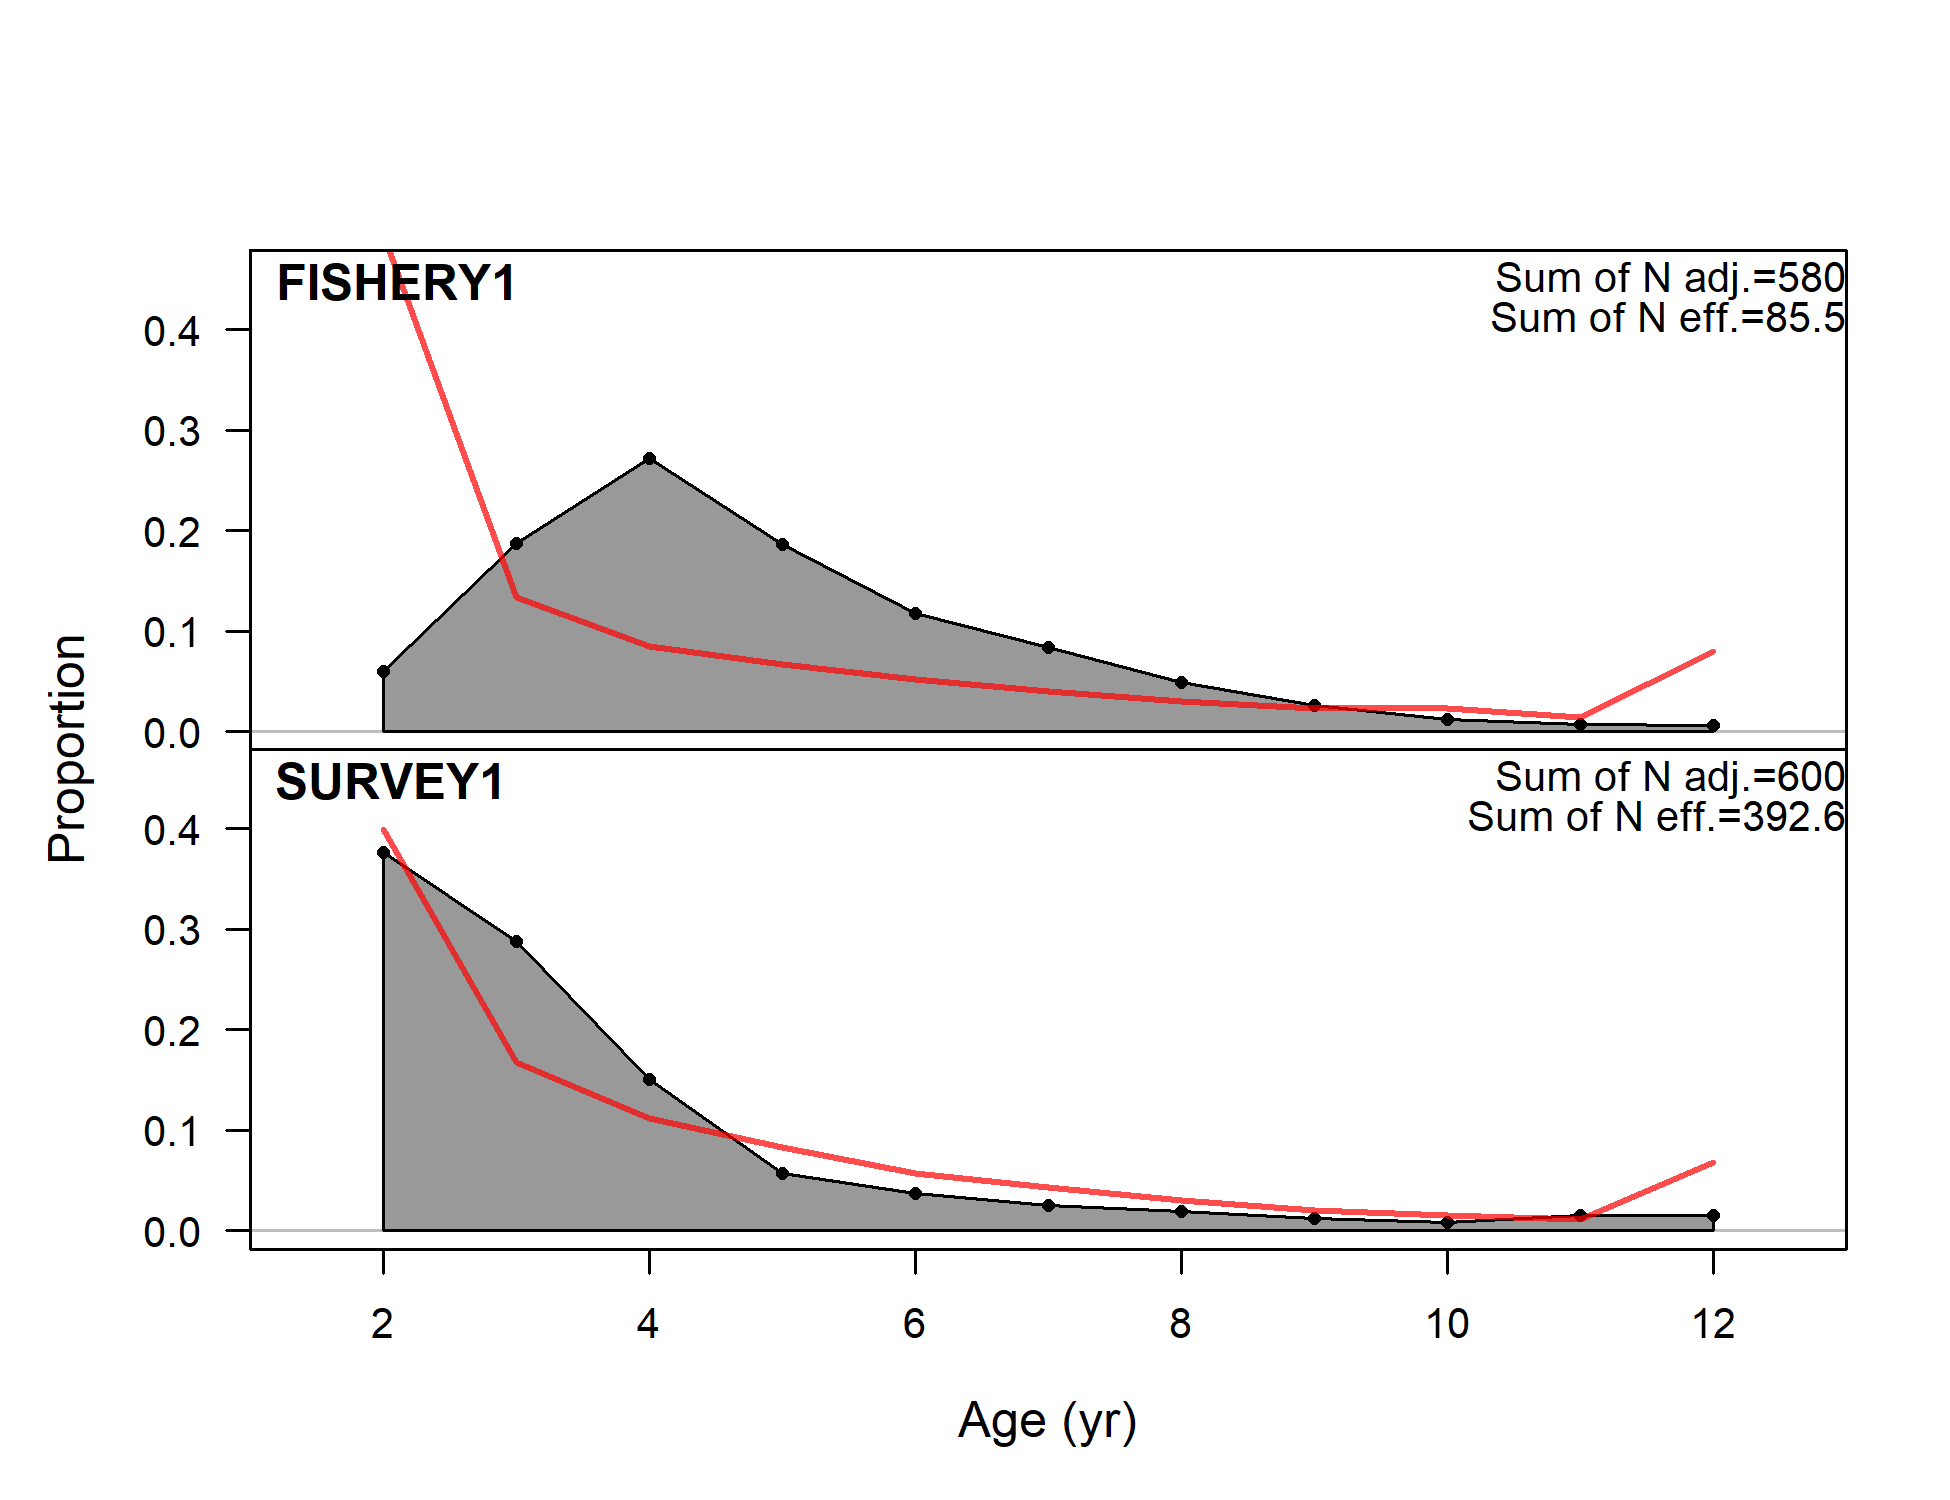 FISHERY1
Sum of N adj.=580
Sum of N eff.=85.5
0.4
0.3
0.2
0.1
0.0
SURVEY1
Sum of N adj.=600
Sum of N eff.=392.6
0.4
0.3
0.2
0.1
0.0
Proportion
2 4 6 8 10 12
Age (yr)